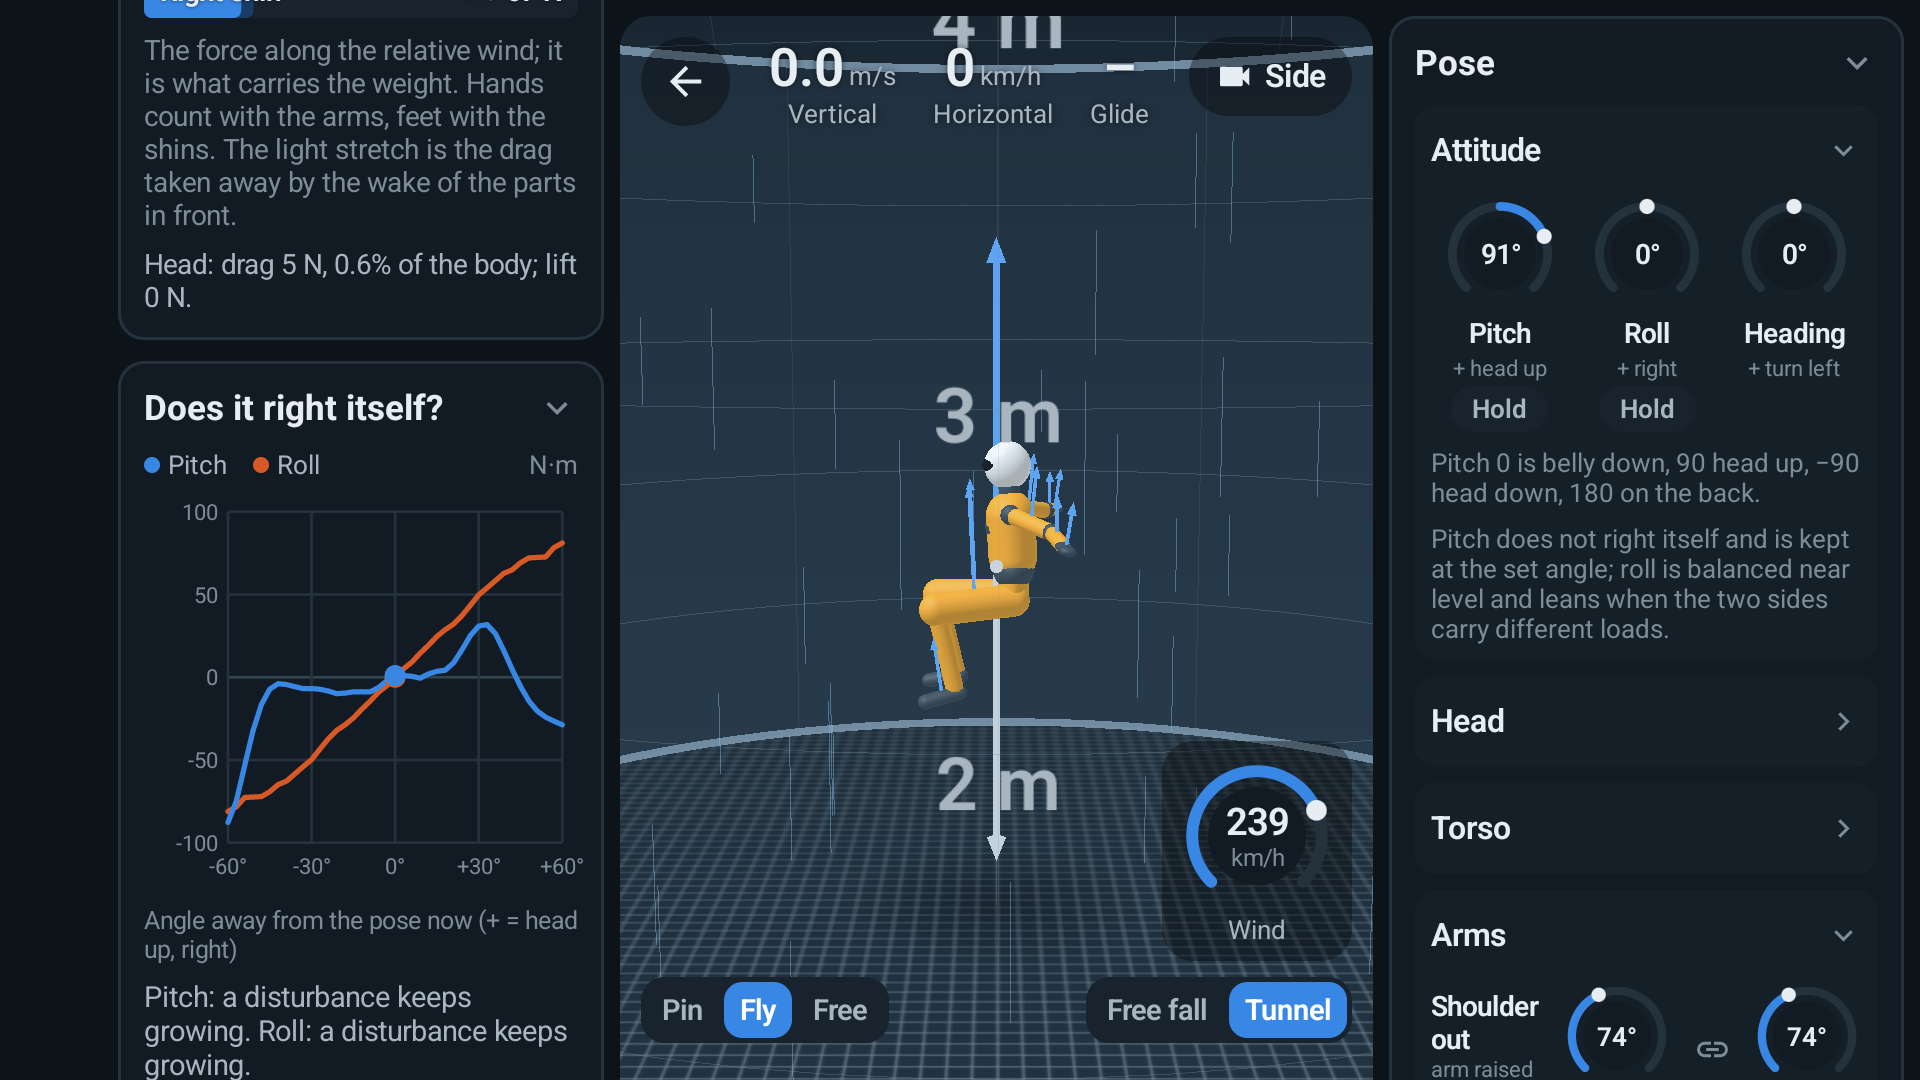 The force along the relative wind; it
is what carries the weight. Hands
count with the arms, feet with the
shins. The light stretch is the drag
taken away by the wake of the parts
in front.
Head: drag 5 N, 0.6% of the body; lift
0 N.
Does it right itself?
Pitch
Roll
N·m
100
50
0
-50
-100
-60°
-30°
0°
+30°
+60°
Angle away from the pose now (+ = head
up, right)
Pitch: a disturbance keeps
growing. Roll: a disturbance keeps
growing.
4 m
0.0 m/s
Vertical
0 km/h
Horizontal
–
Glide
Side
3 m
2 m
239
km/h
Wind
Pin
Fly
Free
Free fall
Tunnel
Pose
Attitude
91°
0°
0°
Pitch
Roll
Heading
+ head up
+ right
+ turn left
Hold
Hold
Pitch 0 is belly down, 90 head up, −90
head down, 180 on the back.
Pitch does not right itself and is kept
at the set angle; roll is balanced near
level and leans when the two sides
carry different loads.
Head
Torso
Arms
Shoulder
out
arm raised
74°
74°